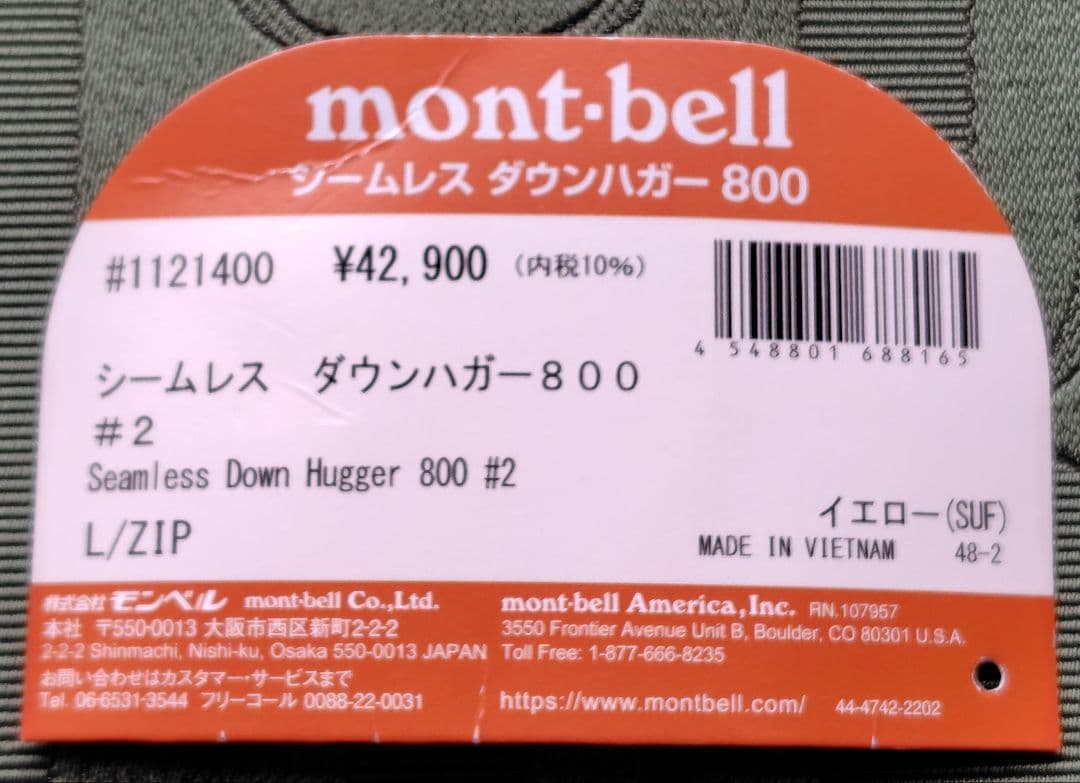 mont-bell
シームレス ダウンハガー 800
#1121400 ¥42,900 (内税10%)
4 548801 688165
シームレス ダウンハガー800
#2
Seamless Down Hugger 800 #2
L/ZIP
イエロー(SUF)
MADE IN VIETNAM 48-2
株式会社モンベル mont-bell Co.,Ltd.
本社 〒550-0013 大阪市西区新町2-2-2
2-2-2 Shinmachi, Nishi-ku, Osaka 550-0013 JAPAN
お問い合わせはカスタマー・サービスまで
Tel. 06-6531-3544 フリーコール 0088-22-0031
mont-bell America,Inc. RN.107957
3550 Frontier Avenue Unit B, Boulder, CO 80301 U.S.A.
Toll Free: 1-877-666-8235
https://www.montbell.com/ 44-4742-2202